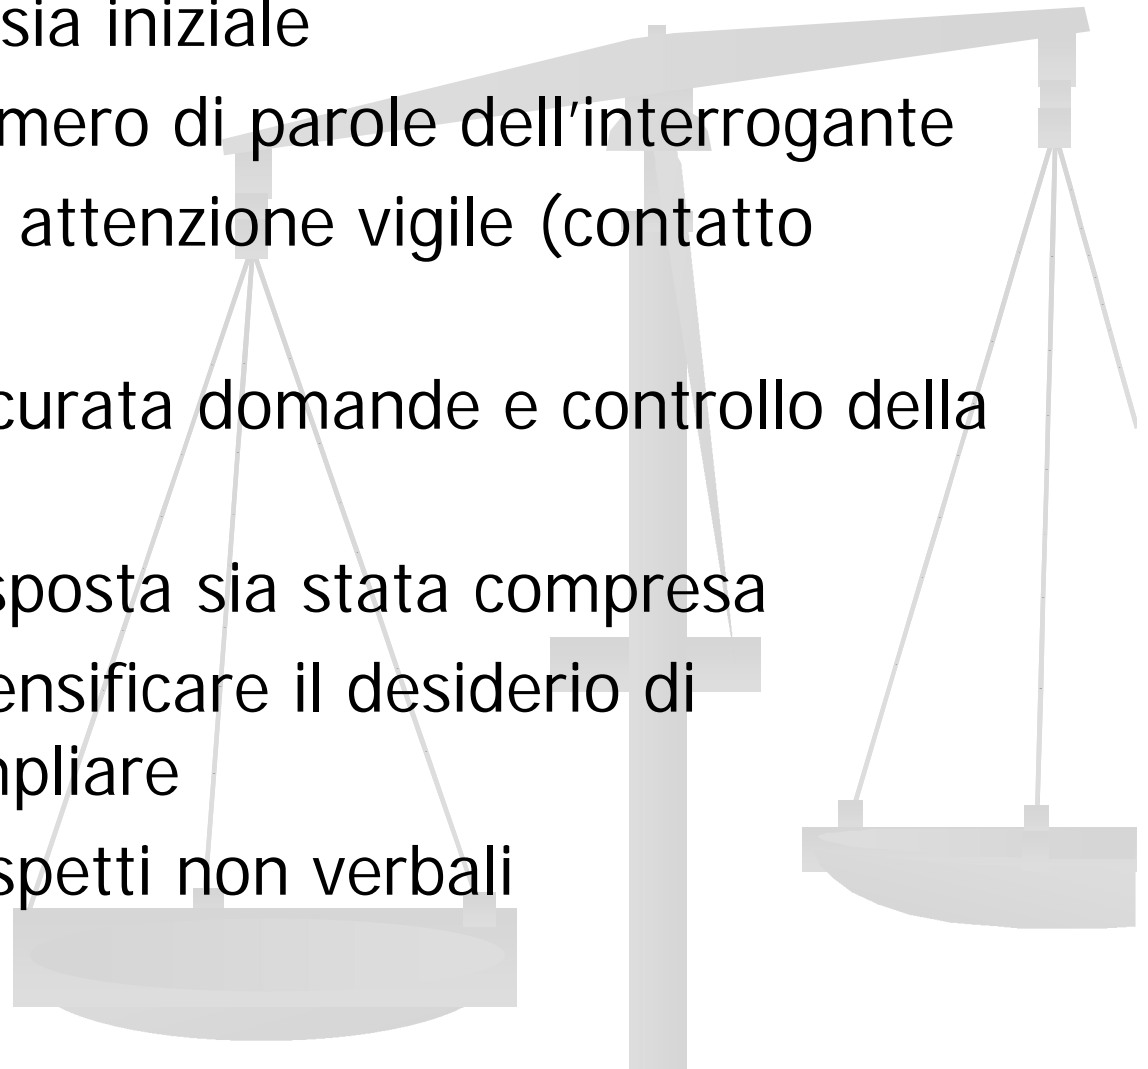 sia iniziale
mero di parole dell'interrogante
attenzione vigile (contatto
curata domande e controllo della
sposta sia stata compresa
ensificare il desiderio di
mpliare
spetti non verbali